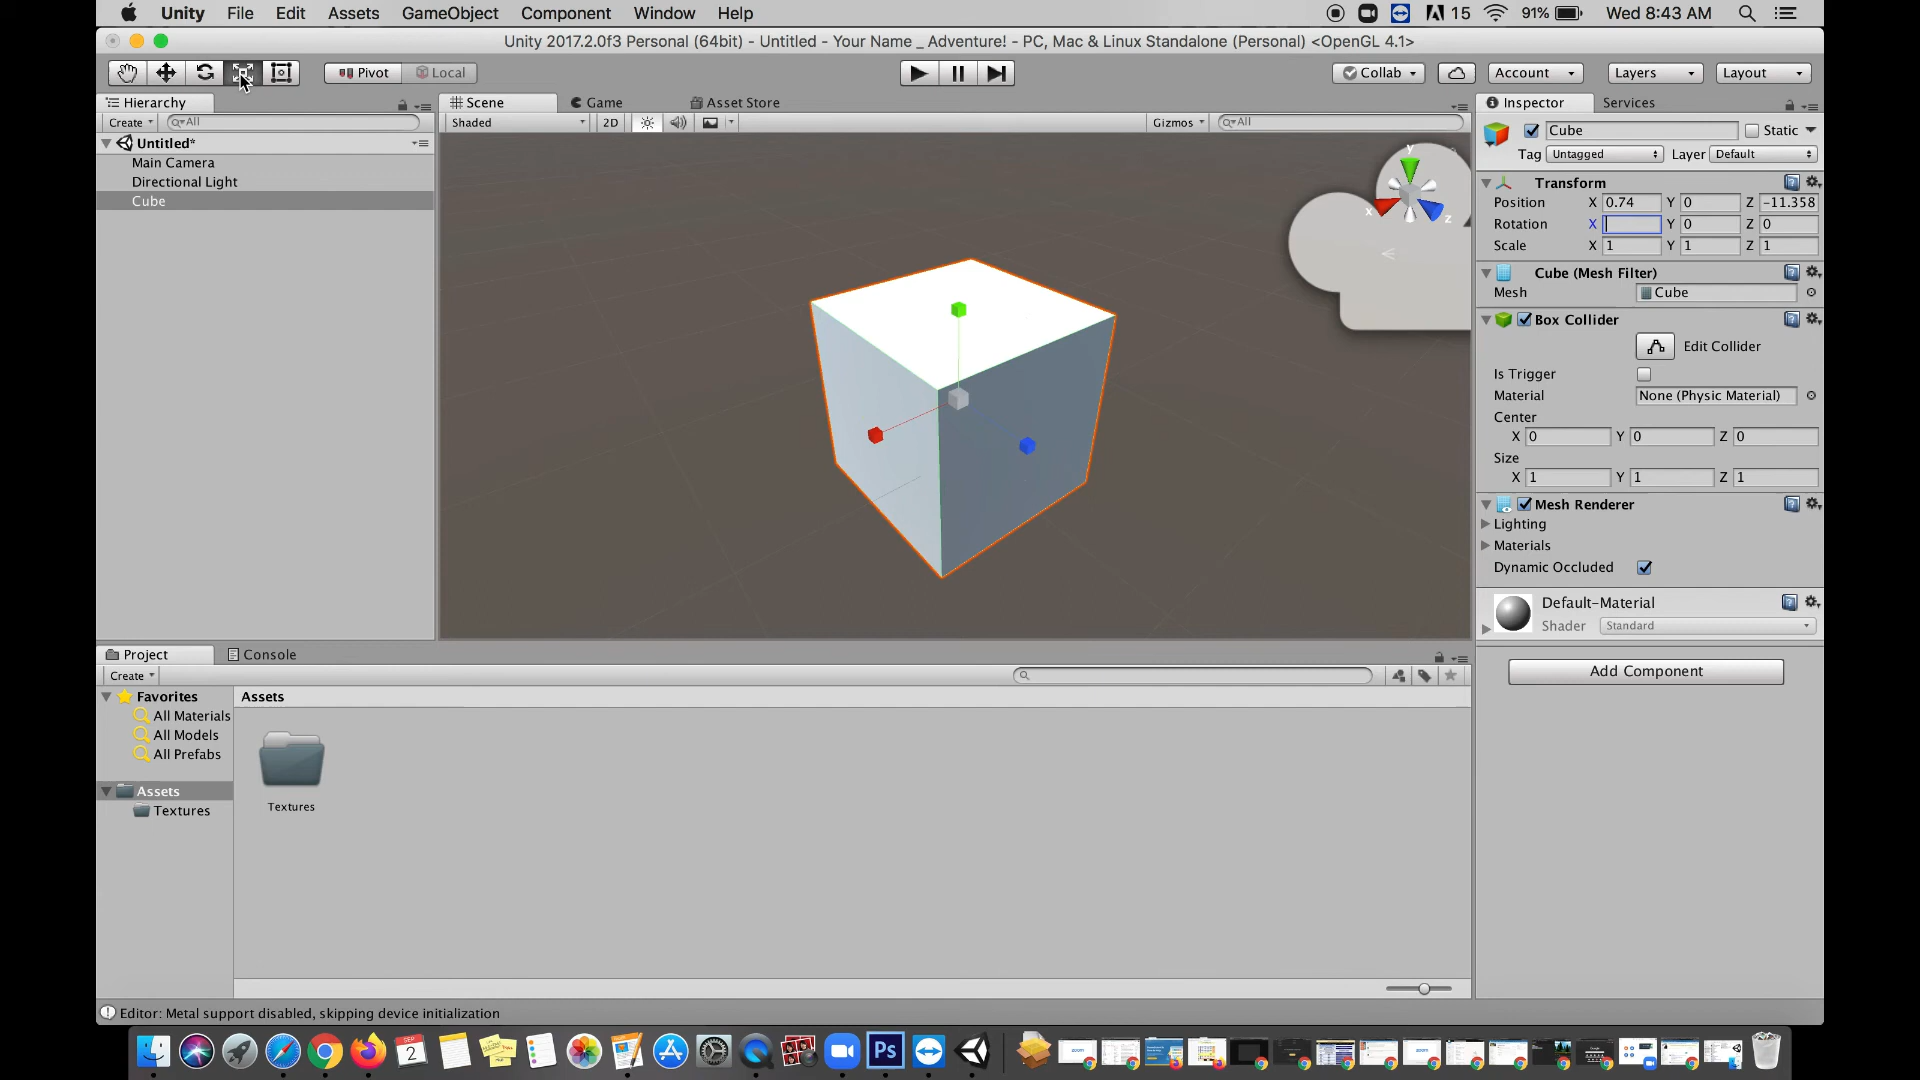 Unity File Edit Assets GameObject Component Window Help 15 91% Wed 8:43 AM
Unity 2017.2.0f3 Personal (64bit) - Untitled - Your Name _ Adventure! - PC, Mac & Linux Standalone (Personal) <OpenGL 4.1>
Pivot Local Collab Account Layers Layout
Hierarchy Scene Game Asset Store Inspector Services
Create All Shaded 2D Gizmos All
Cube Static
Untitled*
Tag Untagged Layer Default
Main Camera
Directional Light
Cube
y
x
z
Transform
Position X 0.74 Y 0 Z -11.358
Rotation X Y 0 Z 0
Scale X 1 Y 1 Z 1
Cube (Mesh Filter)
Mesh Cube
Box Collider
Edit Collider
Is Trigger
Material None (Physic Material)
Center
X 0 Y 0 Z 0
Size
X 1 Y 1 Z 1
Mesh Renderer
Lighting
Materials
Dynamic Occluded
Default-Material
Shader Standard
Add Component
Project Console
Create
Favorites
All Materials
All Models
All Prefabs
Assets
Textures
Assets
Textures
Editor: Metal support disabled, skipping device initialization
SEP
2
Ps
zoom
zoom